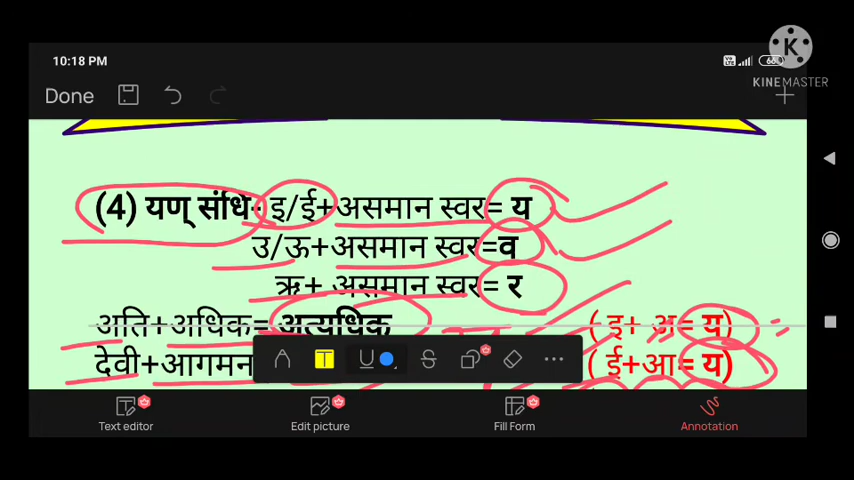 10:18 PM
66
K
KINEMASTER
Done
(4) यण् संधि- इ/ई+असमान स्वर= य
उ/ऊ+असमान स्वर=व
ऋ+ असमान स्वर= र
अति+अधिक= अत्यधिक ( इ+ अ= य)
देवी+आगमन ( ई+आ= य)
T U S
Text editor Edit picture Fill Form Annotation